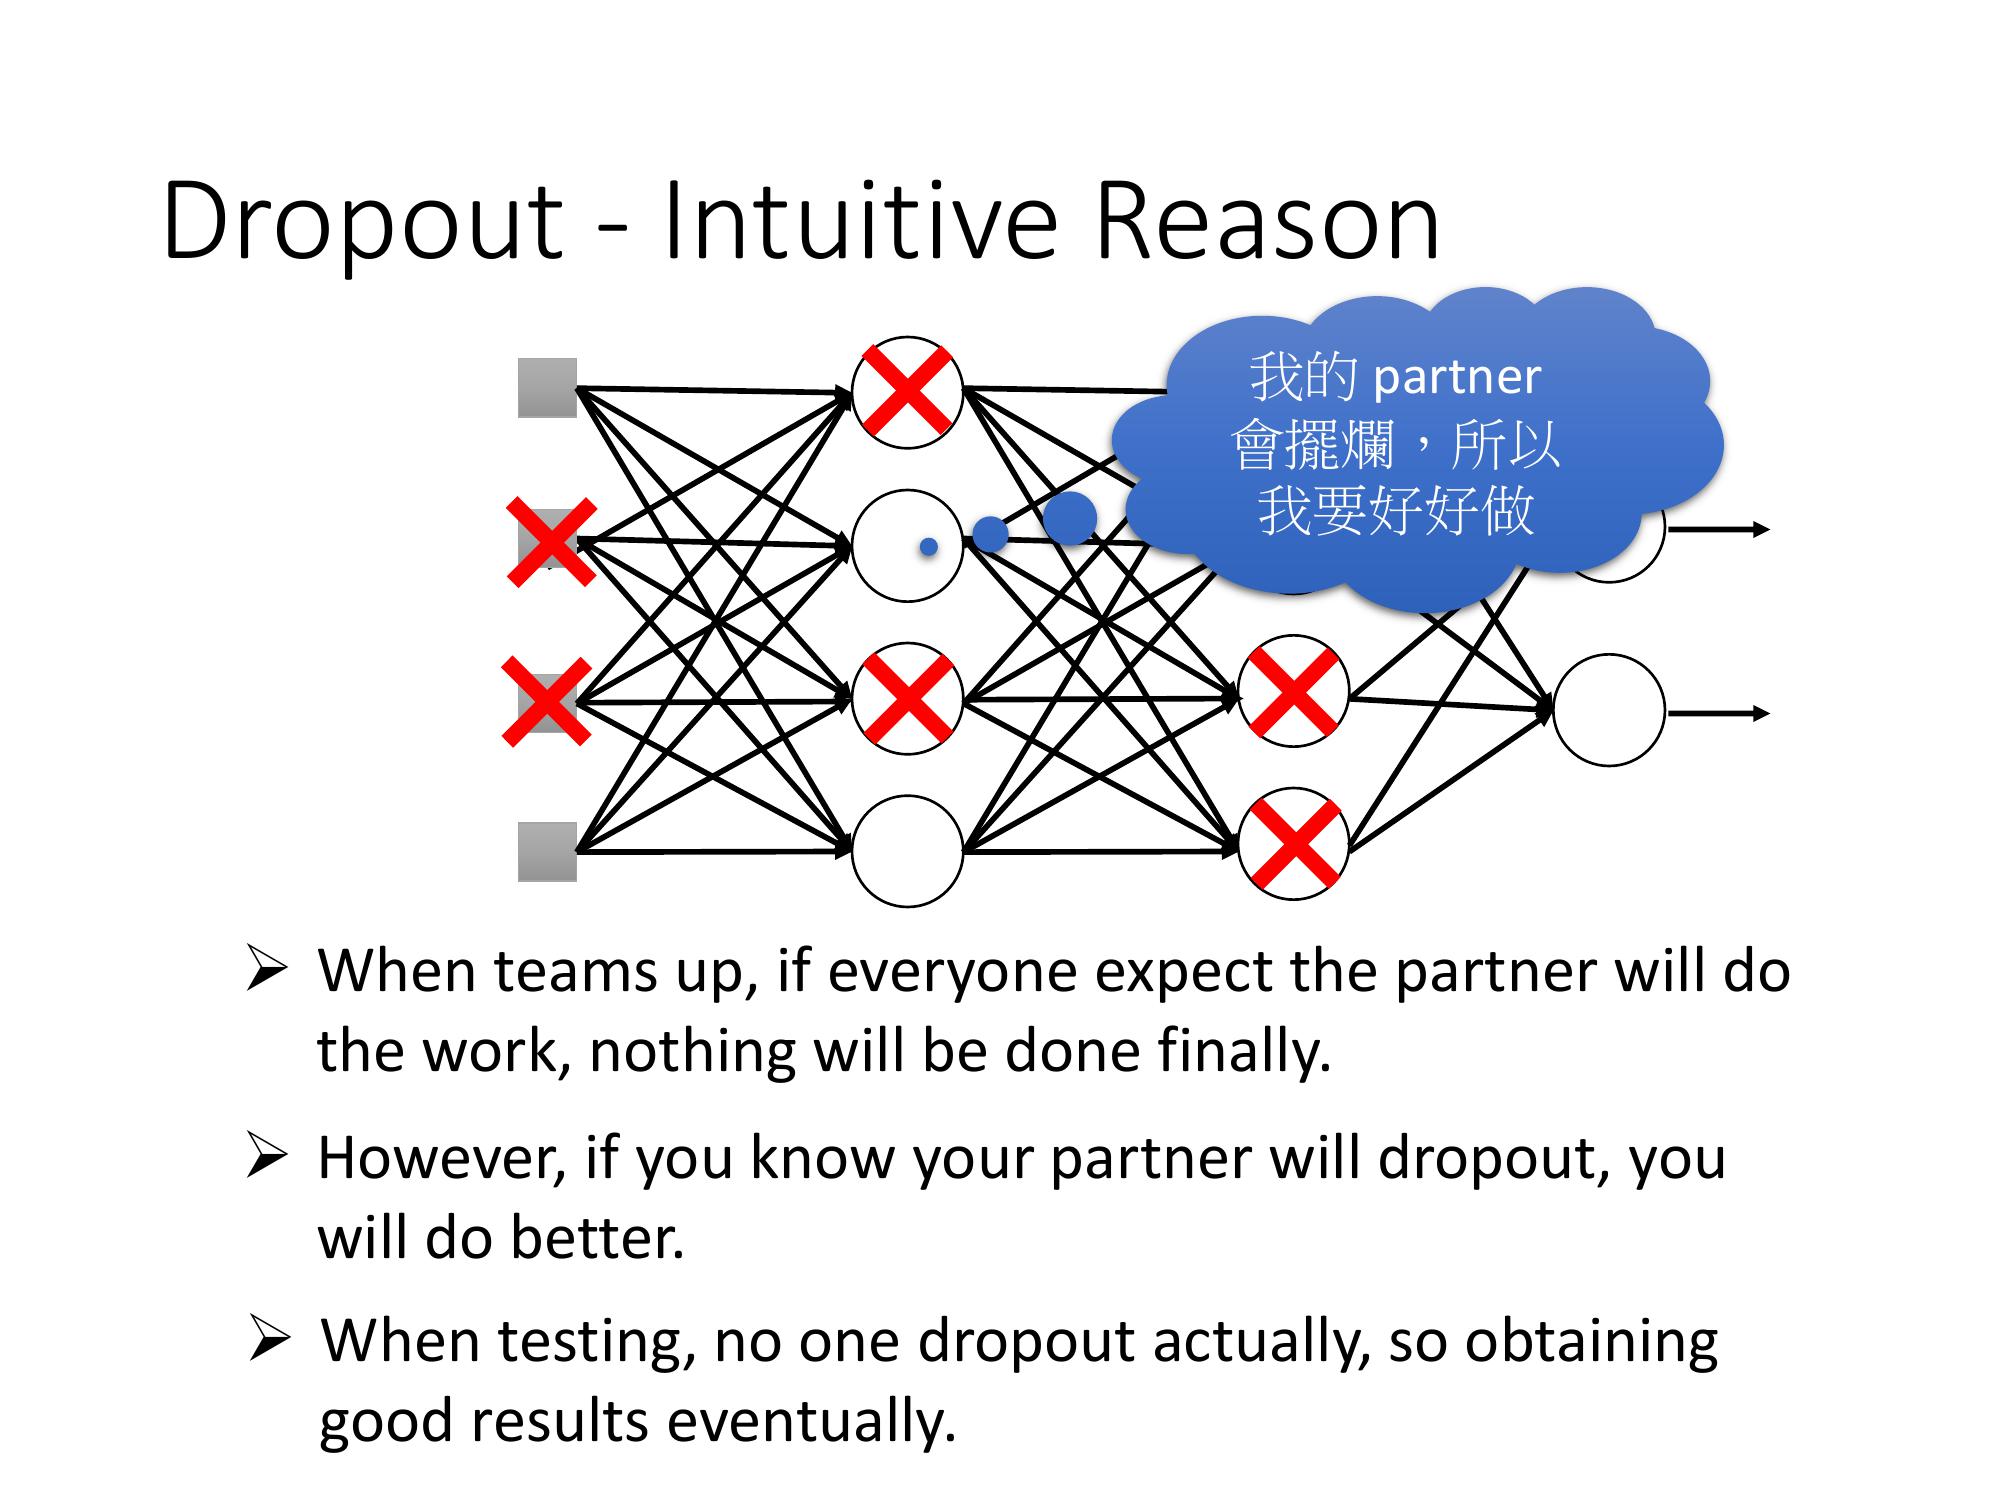 Dropout - Intuitive Reason
我的 partner
會擺爛，所以
我要好好做
When teams up, if everyone expect the partner will do
the work, nothing will be done finally.
However, if you know your partner will dropout, you
will do better.
When testing, no one dropout actually, so obtaining
good results eventually.